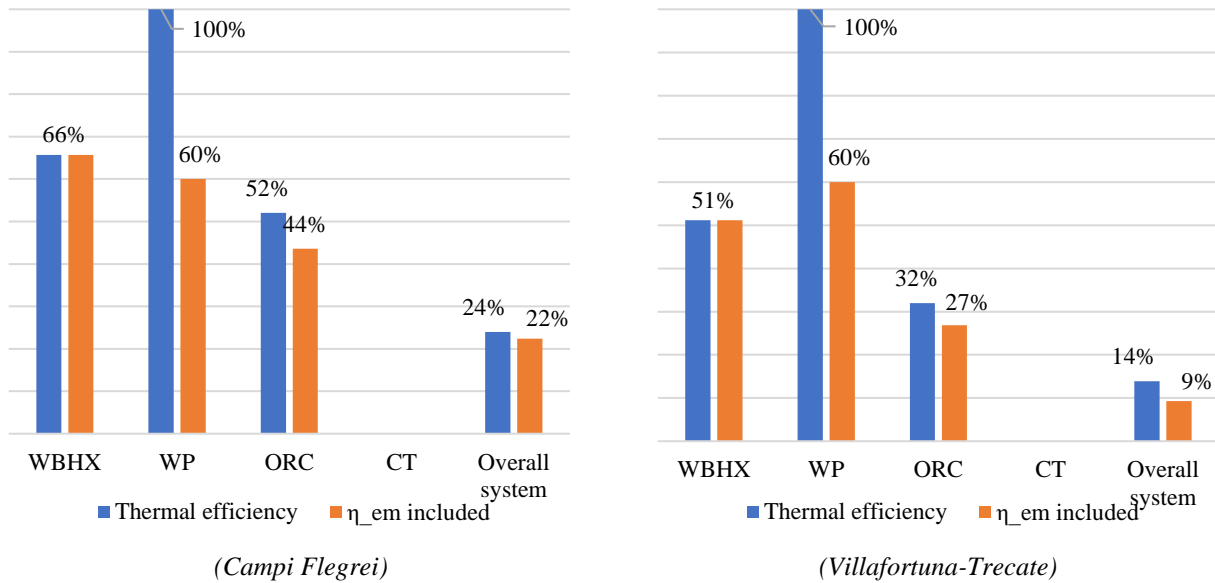 100%
66%
60%
52%
44%
24%
22%
WBHX
WP
ORC
CT
Overall system
Thermal efficiency
η_em included
(Campi Flegrei)
100%
51%
60%
32%
27%
14%
9%
WBHX
WP
ORC
CT
Overall
system
Thermal efficiency
η_em included
(Villafortuna-Trecate)